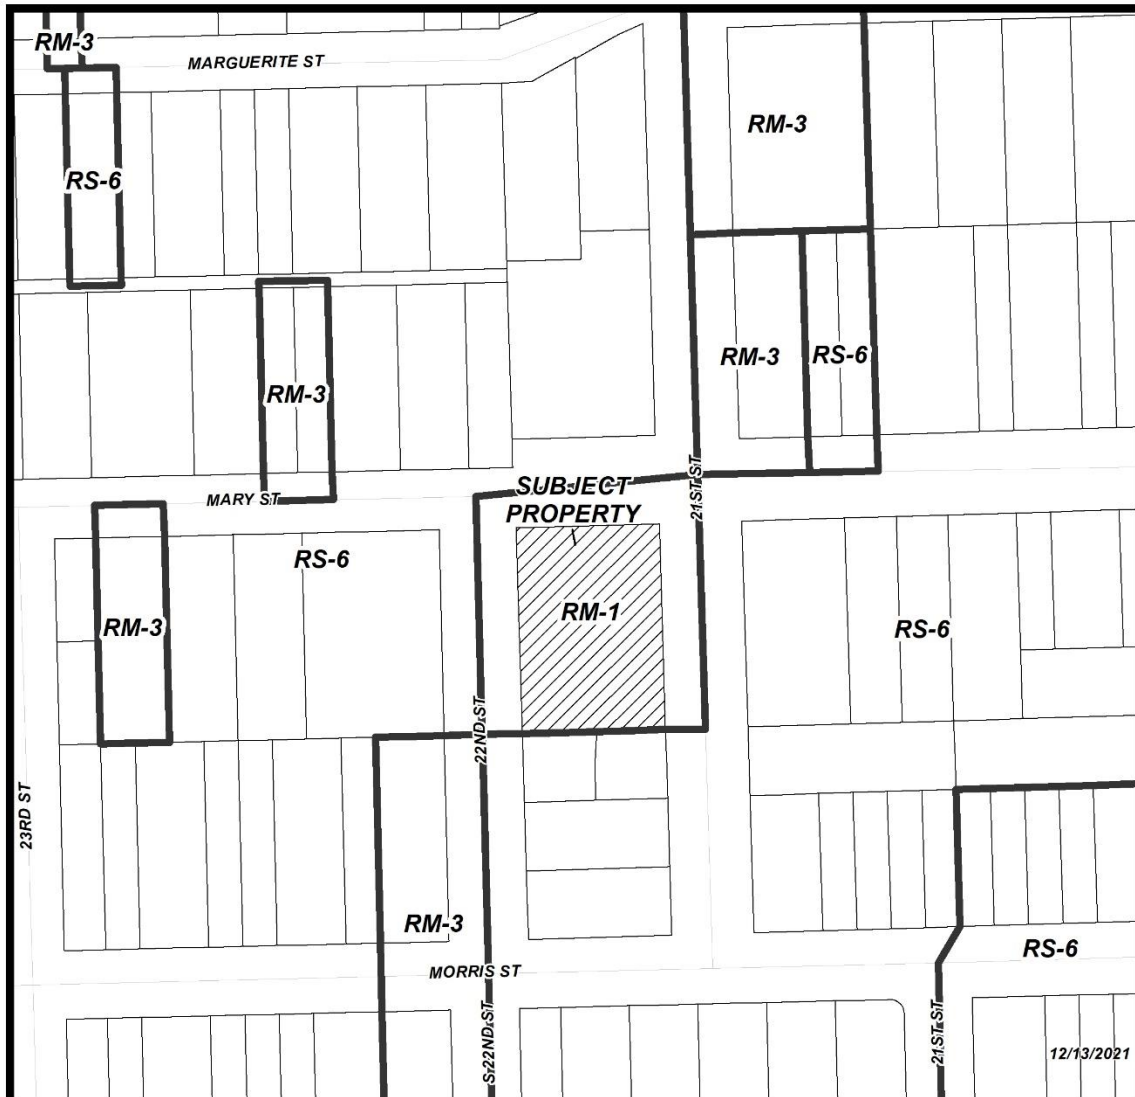 RM-3
MARGUERITE ST
RM-3
RS-6
RM-3
RS-6
RM-3
21ST ST
MARY ST
SUBJECT
PROPERTY
RS-6
RM-1
RM-3
RS-6
22ND ST
23RD ST
RM-3
RS-6
MORRIS ST
S 22ND ST
21ST ST
12/13/2021